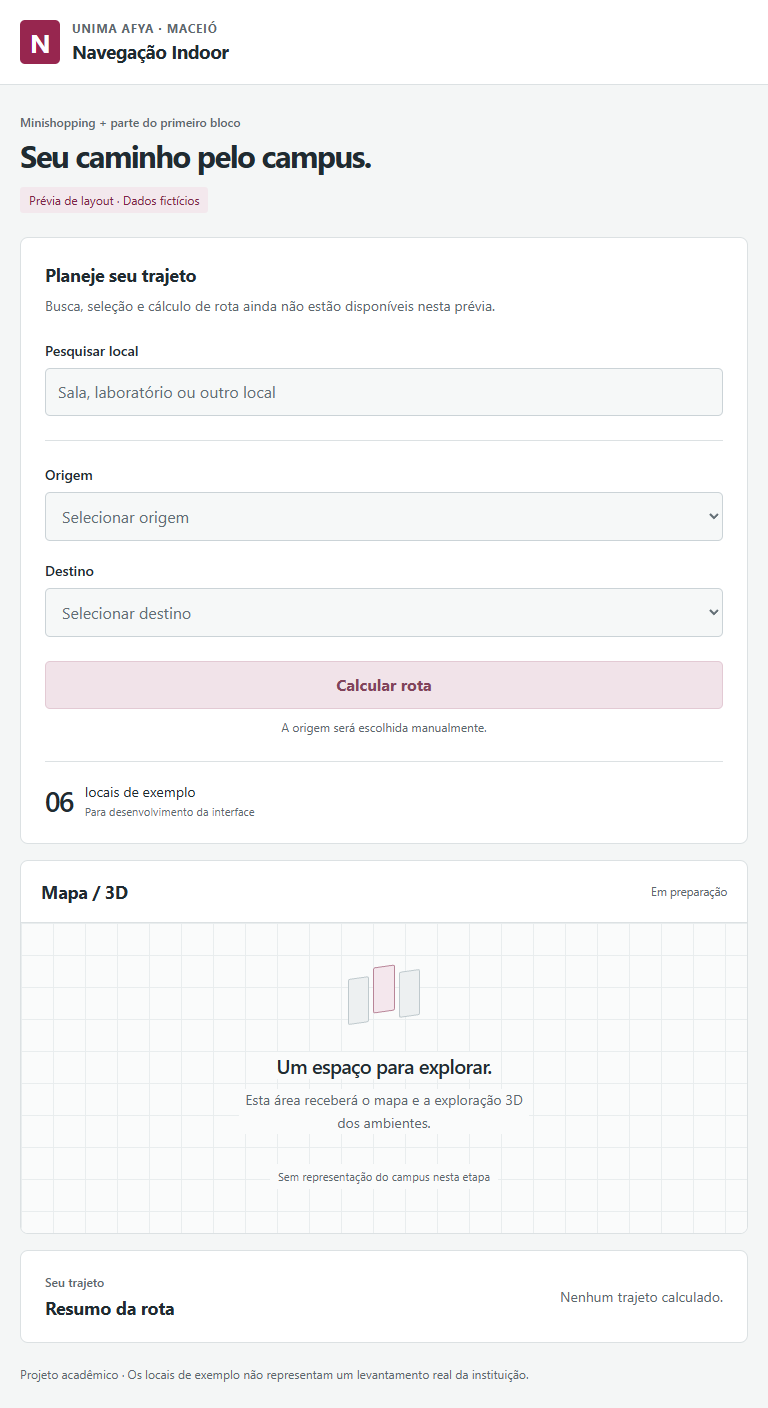 N
UNIMA AFYA · MACEIÓ
Navegação Indoor
Minishopping + parte do primeiro bloco
Seu caminho pelo campus.
Prévia de layout · Dados fictícios
Planeje seu trajeto
Busca, seleção e cálculo de rota ainda não estão disponíveis nesta prévia.
Pesquisar local
Sala, laboratório ou outro local
Origem
Selecionar origem
Destino
Selecionar destino
Calcular rota
A origem será escolhida manualmente.
06
locais de exemplo
Para desenvolvimento da interface
Mapa / 3D
Em preparação
Um espaço para explorar.
Esta área receberá o mapa e a exploração 3D
dos ambientes.
Sem representação do campus nesta etapa
Seu trajeto
Resumo da rota
Nenhum trajeto calculado.
Projeto acadêmico · Os locais de exemplo não representam um levantamento real da instituição.